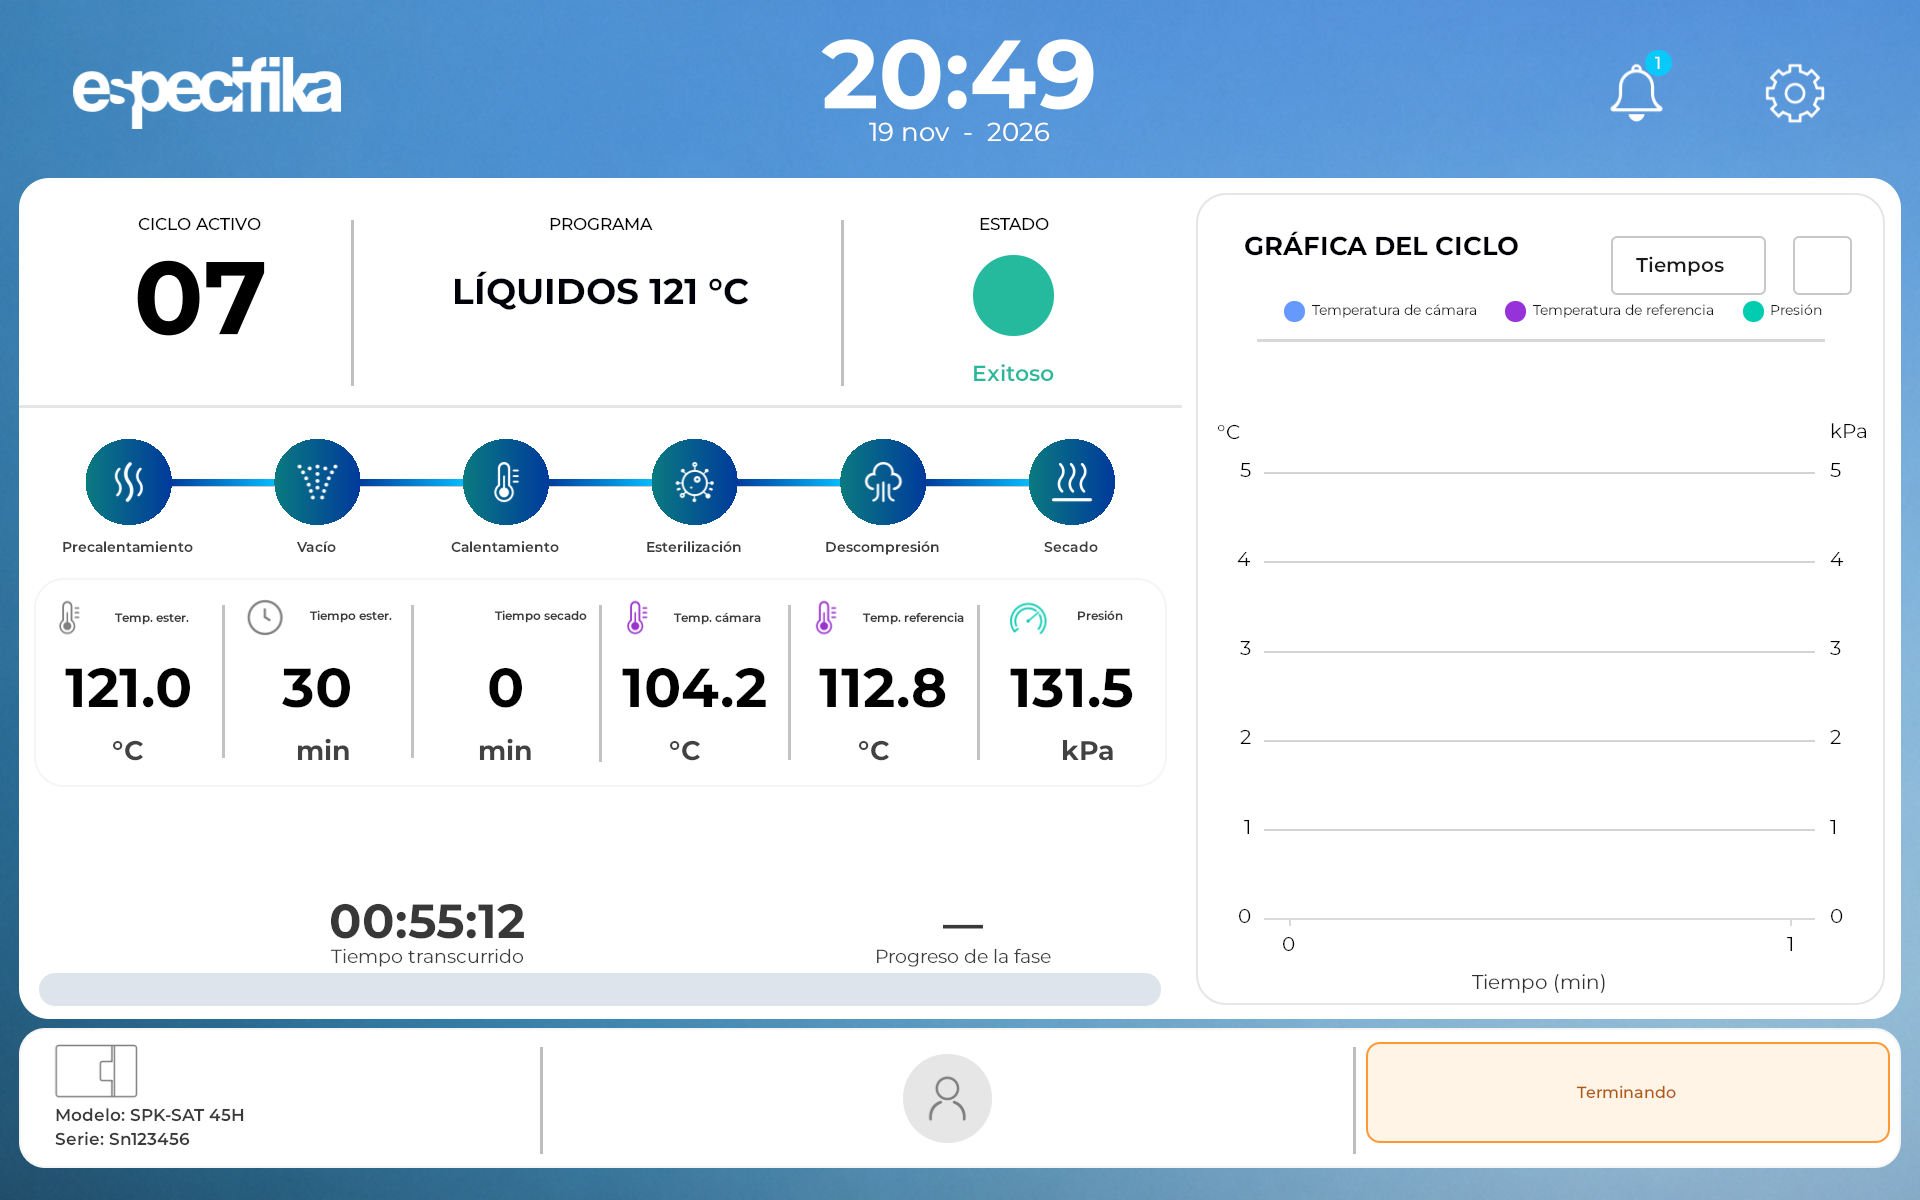 especifika
20:49
19 nov - 2026
1
CICLO ACTIVO
07
PROGRAMA
LÍQUIDOS 121 °C
ESTADO
Exitoso
Precalentamiento
Vacío
Calentamiento
Esterilización
Descompresión
Secado
Temp. ester.
121.0
°C
Tiempo ester.
30
min
Tiempo secado
0
min
Temp. cámara
104.2
°C
Temp. referencia
112.8
°C
Presión
131.5
kPa
00:55:12
Tiempo transcurrido
—
Progreso de la fase
GRÁFICA DEL CICLO
Tiempos
Temperatura de cámara
Temperatura de referencia
Presión
°C
kPa
5 5
4 4
3 3
2 2
1 1
0 0
0 1
Tiempo (min)
Modelo: SPK-SAT 45H
Serie: Sn123456
Terminando